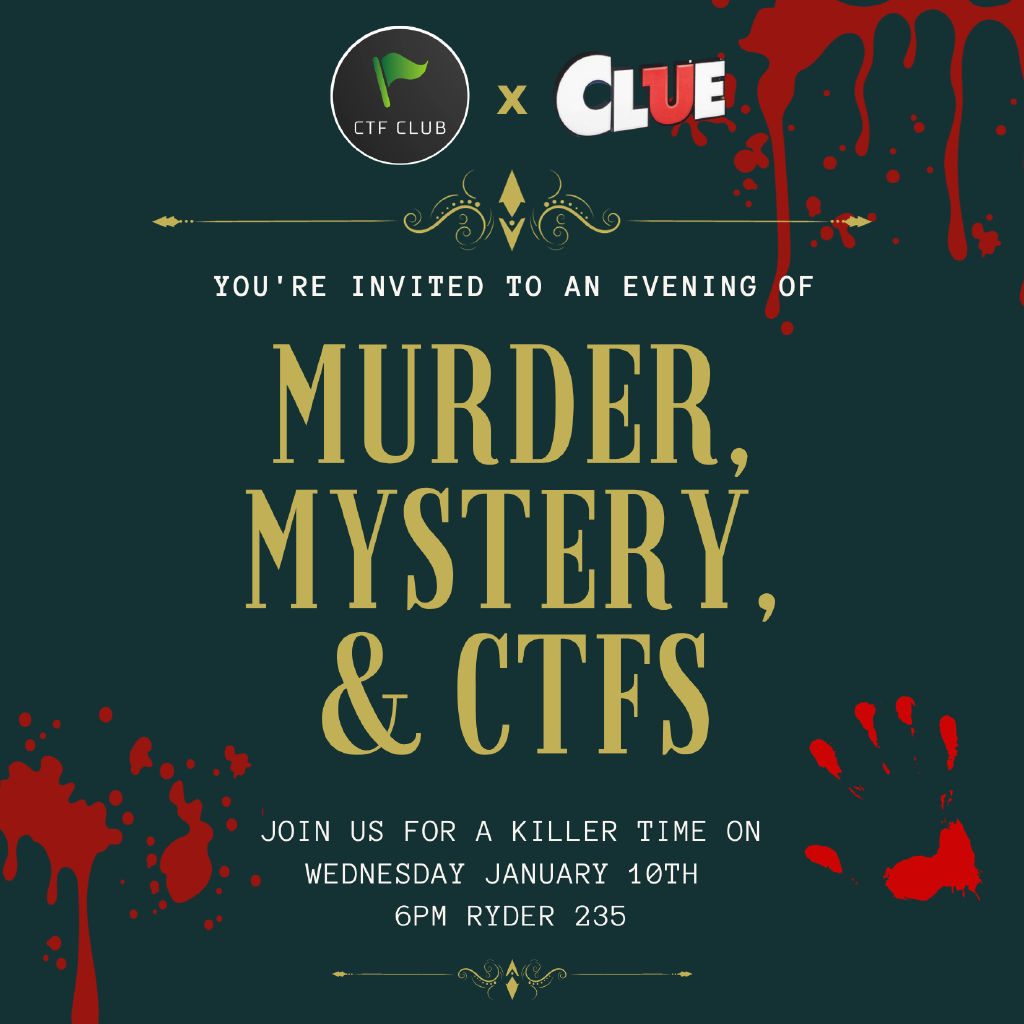 CTF CLUB x CLUE
YOU'RE INVITED TO AN EVENING OF
MURDER,
MYSTERY,
& CTFS
JOIN US FOR A KILLER TIME ON
WEDNESDAY JANUARY 10TH
6PM RYDER 235